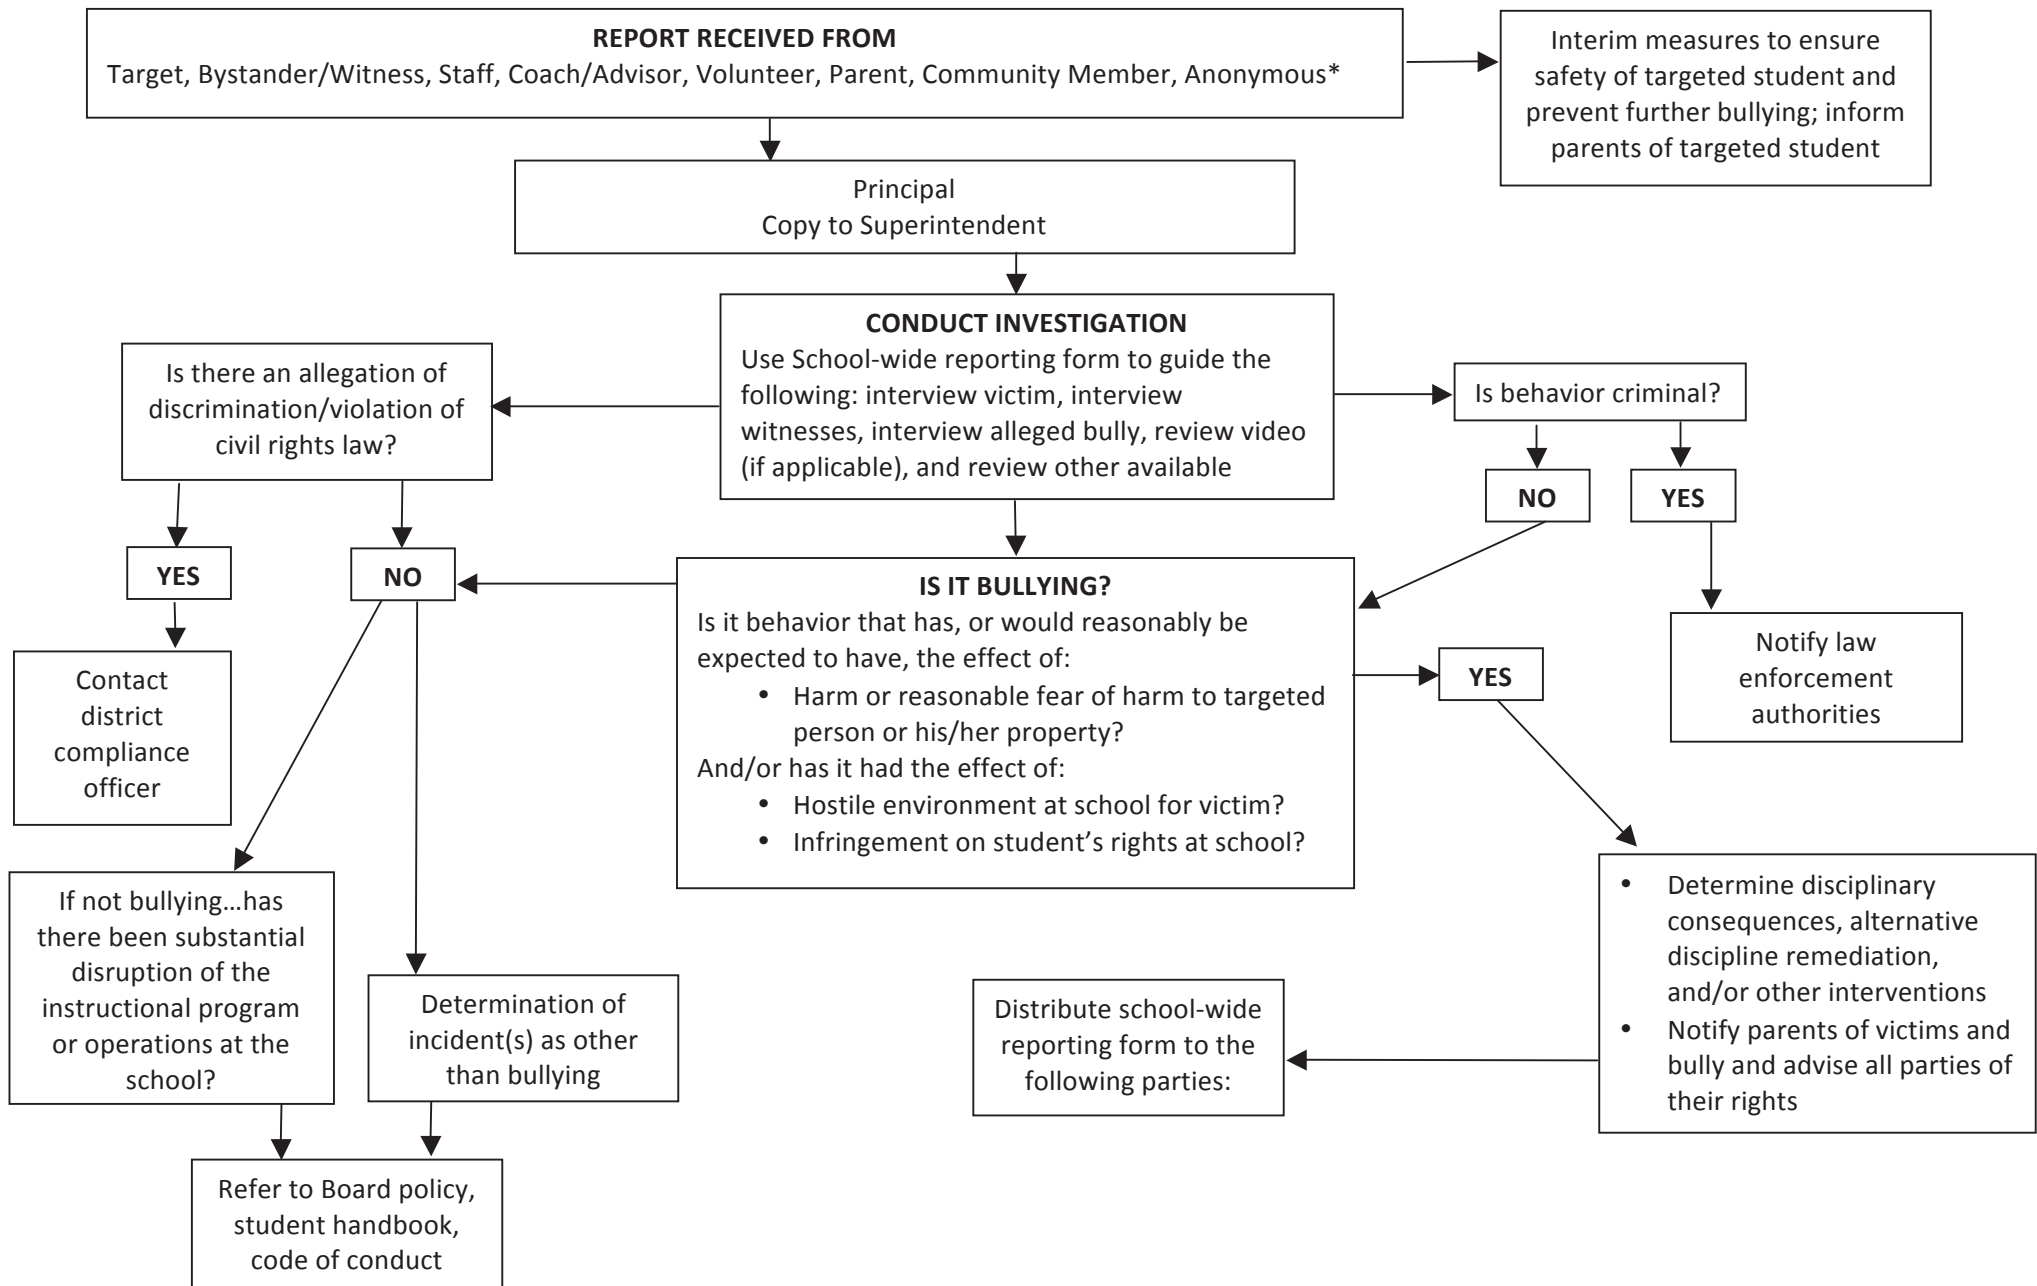 REPORT RECEIVED FROM
Target, Bystander/Witness, Staff, Coach/Advisor, Volunteer, Parent, Community Member, Anonymous*
Interim measures to ensure
safety of targeted student and
prevent further bullying; inform
parents of targeted student
Principal
Copy to Superintendent
CONDUCT INVESTIGATION
Use School-wide reporting form to guide the
following: interview victim, interview
witnesses, interview alleged bully, review video
(if applicable), and review other available
Is there an allegation of
discrimination/violation of
civil rights law?
Is behavior criminal?
NO
YES
YES
NO
IS IT BULLYING?
Is it behavior that has, or would reasonably be
expected to have, the effect of:
• Harm or reasonable fear of harm to targeted
person or his/her property?
And/or has it had the effect of:
• Hostile environment at school for victim?
• Infringement on student’s rights at school?
YES
Notify law
enforcement
authorities
Contact
district
compliance
officer
If not bullying…has
there been substantial
disruption of the
instructional program
or operations at the
school?
Determination of
incident(s) as other
than bullying
Distribute school-wide
reporting form to the
following parties:
• Determine disciplinary
consequences, alternative
discipline remediation,
and/or other interventions
• Notify parents of victims and
bully and advise all parties of
their rights
Refer to Board policy,
student handbook,
code of conduct